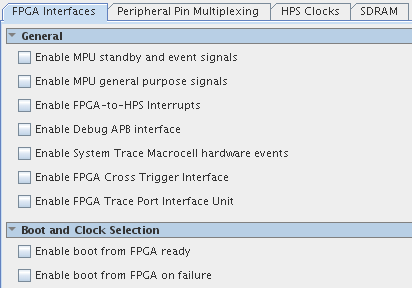 FPGA Interfaces Peripheral Pin Multiplexing HPS Clocks SDRAM
General
Enable MPU standby and event signals
Enable MPU general purpose signals
Enable FPGA-to-HPS Interrupts
Enable Debug APB interface
Enable System Trace Macrocell hardware events
Enable FPGA Cross Trigger Interface
Enable FPGA Trace Port Interface Unit
Boot and Clock Selection
Enable boot from FPGA ready
Enable boot from FPGA on failure